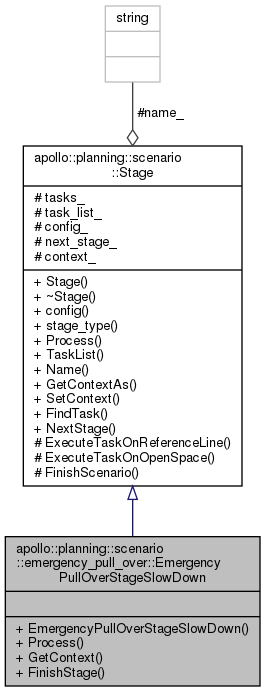 string
#name_
apollo::planning::scenario
::Stage
# tasks_
# task_list_
# config_
# next_stage_
# context_
+ Stage()
+ ~Stage()
+ config()
+ stage_type()
+ Process()
+ TaskList()
+ Name()
+ GetContextAs()
+ SetContext()
+ FindTask()
+ NextStage()
# ExecuteTaskOnReferenceLine()
# ExecuteTaskOnOpenSpace()
# FinishScenario()
apollo::planning::scenario
::emergency_pull_over::Emergency
PullOverStageSlowDown
+ EmergencyPullOverStageSlowDown()
+ Process()
+ GetContext()
+ FinishStage()